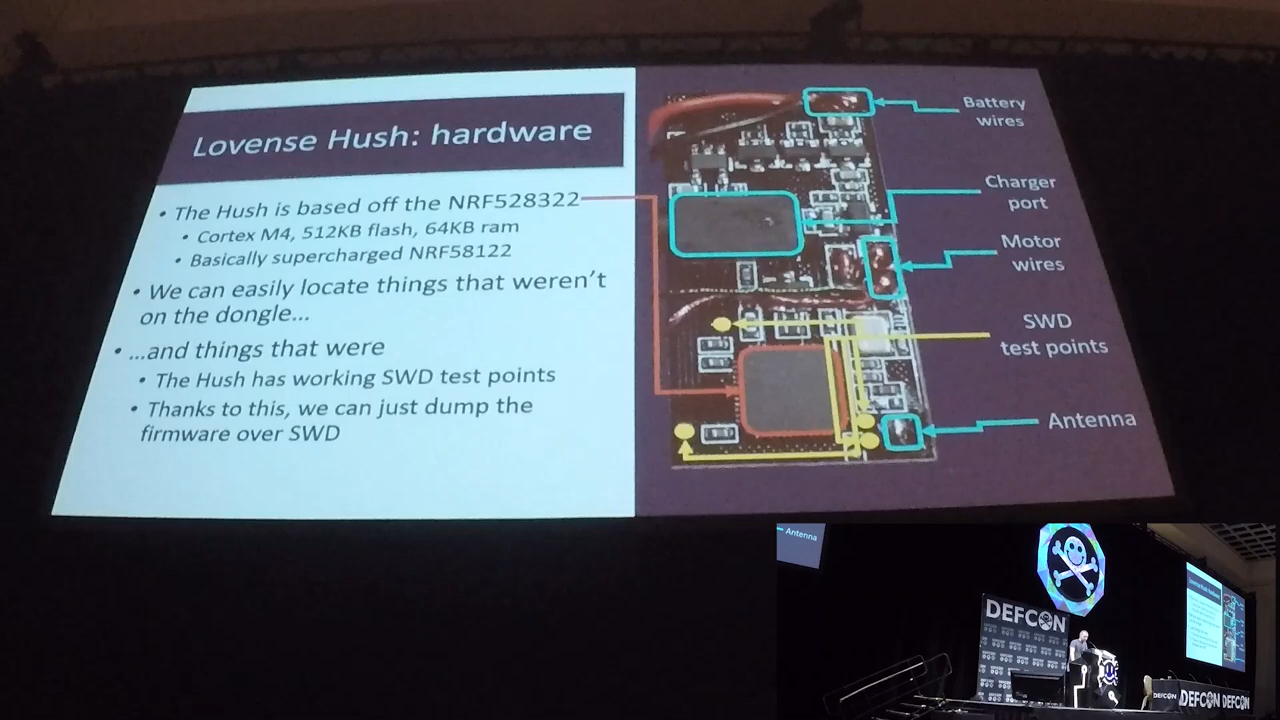 Lovense Hush: hardware
• The Hush is based off the NRF528322
• Cortex M4, 512KB flash, 64KB ram
• Basically supercharged NRF58122
• We can easily locate things that weren't
on the dongle...
• ...and things that were
• The Hush has working SWD test points
• Thanks to this, we can just dump the
firmware over SWD
Battery
wires
Charger
port
Motor
wires
SWD
test points
Antenna
Antenna
DEFCON
DEFCON
DEFCON
DEFCON